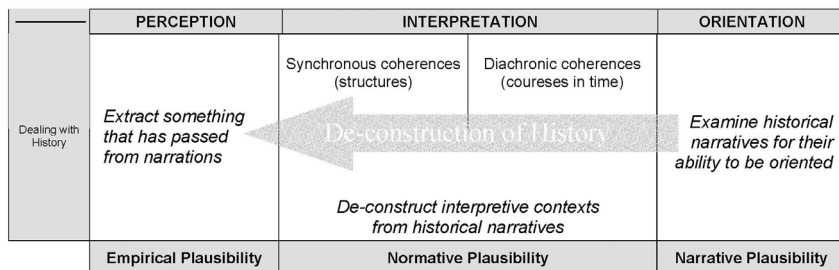 PERCEPTION INTERPRETATION ORIENTATION
Synchronous coherences
(structures)
Diachronic coherences
(coureses in time)
Dealing with
History
Extract something
that has passed
from narrations
De-construction of History
Examine historical
narratives for their
ability to be oriented
De-construct interpretive contexts
from historical narratives
Empirical Plausibility Normative Plausibility Narrative Plausibility